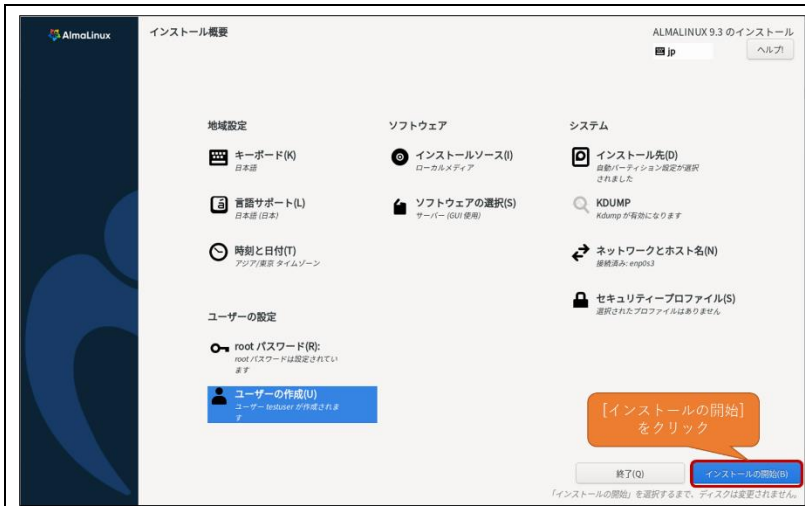 AlmaLinux
インストール概要
ALMALINUX 9.3 のインストール
jp
ヘルプ!
地域設定
キーボード(K)
日本語
言語サポート(L)
日本語 (日本)
時刻と日付(T)
アジア/東京 タイムゾーン
ソフトウェア
インストールソース(I)
ローカルメディア
ソフトウェアの選択(S)
サーバー (GUI 使用)
システム
インストール先(D)
自動パーティション設定が選択
されました
KDUMP
Kdump が有効になります
ネットワークとホスト名(N)
接続済み: enp0s3
セキュリティープロファイル(S)
選択されたプロファイルはありません
ユーザーの設定
root パスワード(R):
root パスワードは設定されてい
ます
ユーザーの作成(U)
ユーザー testuser が作成されま
す
[インストールの開始]
をクリック
終了(Q)
インストールの開始(B)
「インストールの開始」を選択するまで、ディスクは変更されません。